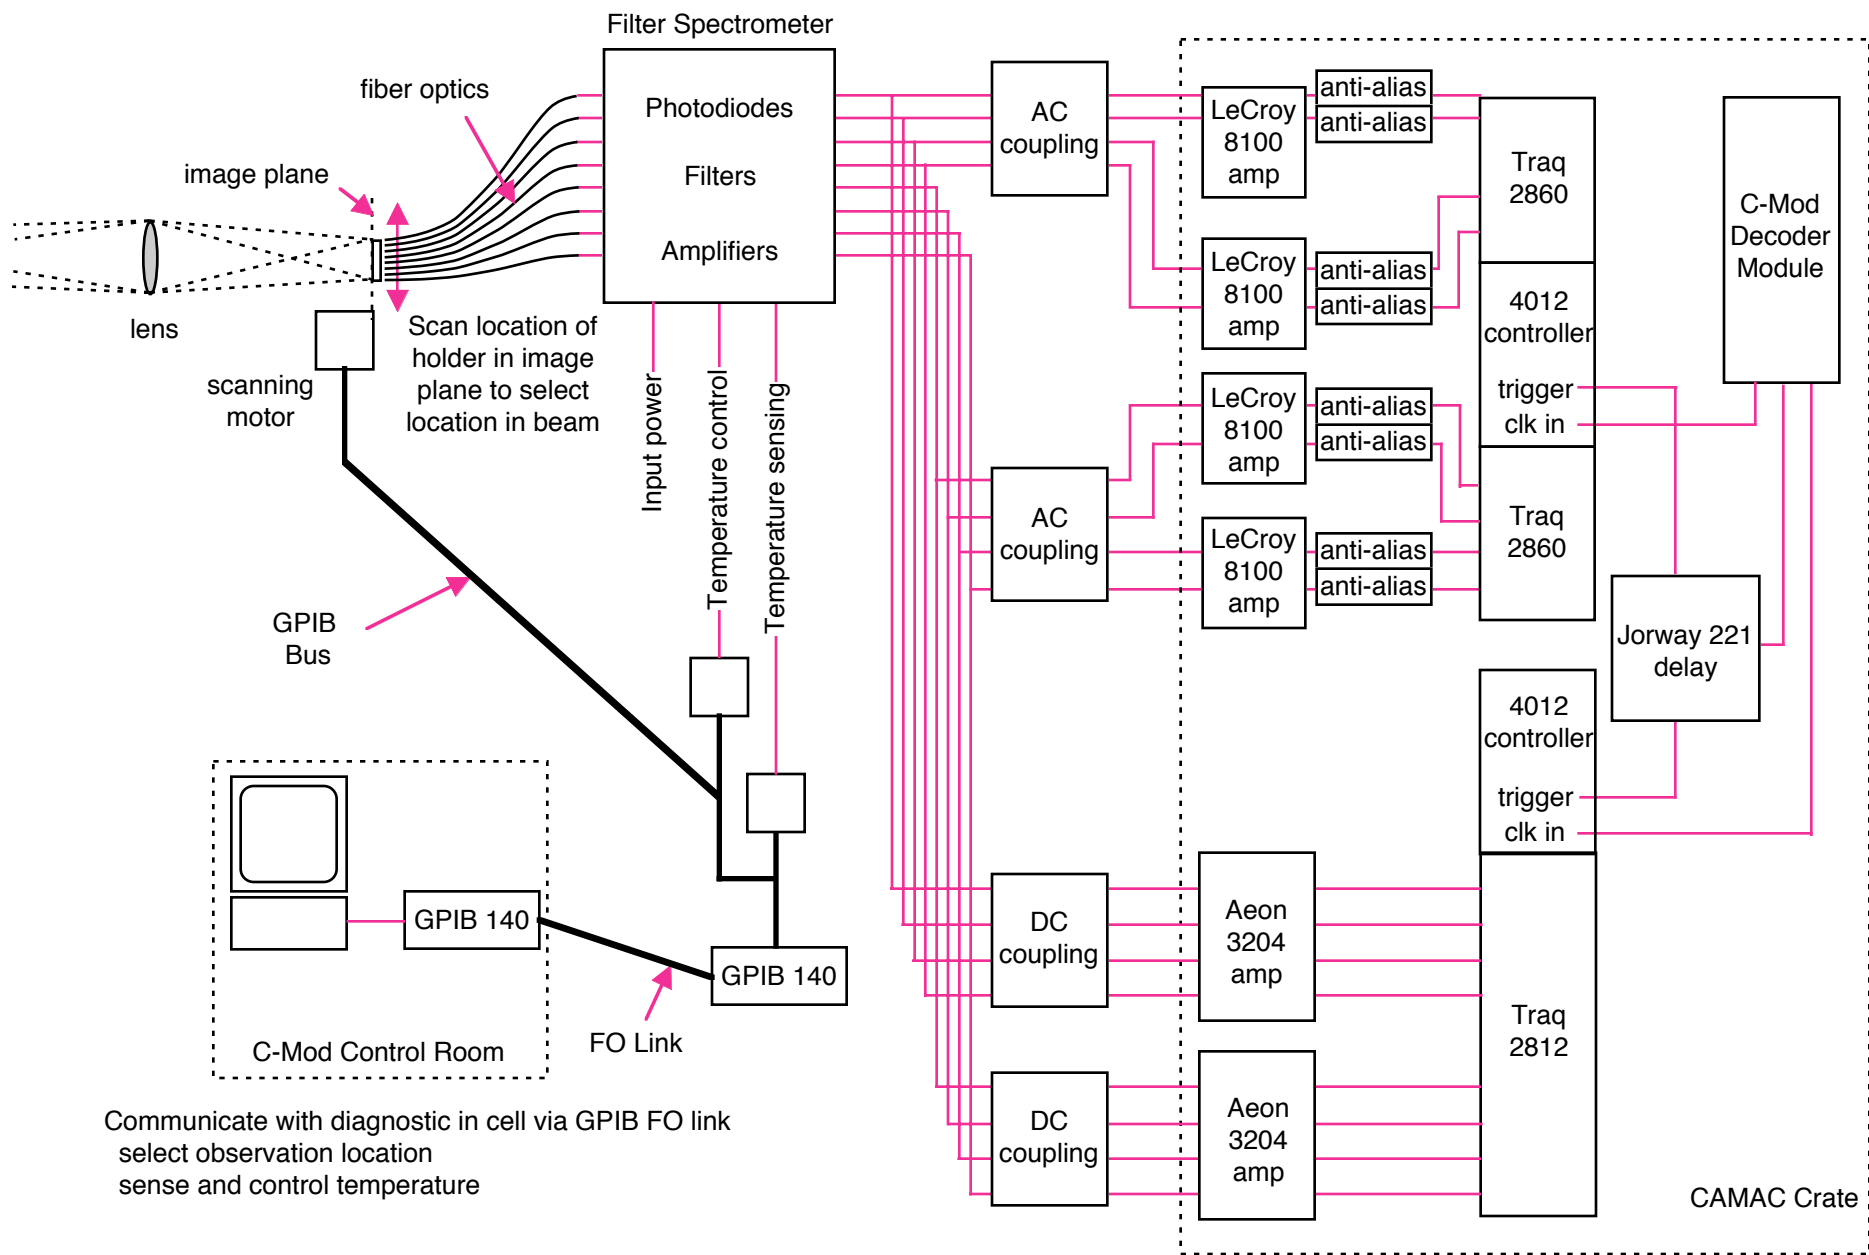 Filter Spectrometer
fiber optics
image plane
lens
scanning
motor
Scan location of
holder in image
plane to select
location in beam
Photodiodes
Filters
Amplifiers
Input power
Temperature control
Temperature sensing
GPIB
Bus
GPIB 140
C-Mod Control Room
FO Link
GPIB 140
Communicate with diagnostic in cell via GPIB FO link
select observation location
sense and control temperature
AC
coupling
AC
coupling
DC
coupling
DC
coupling
LeCroy
8100
amp
anti-alias
anti-alias
LeCroy
8100
amp
anti-alias
anti-alias
LeCroy
8100
amp
anti-alias
anti-alias
LeCroy
8100
amp
anti-alias
anti-alias
Aeon
3204
amp
Aeon
3204
amp
Traq
2860
4012
controller
trigger
clk in
Traq
2860
4012
controller
trigger
clk in
Traq
2812
C-Mod
Decoder
Module
Jorway 221
delay
CAMAC Crate